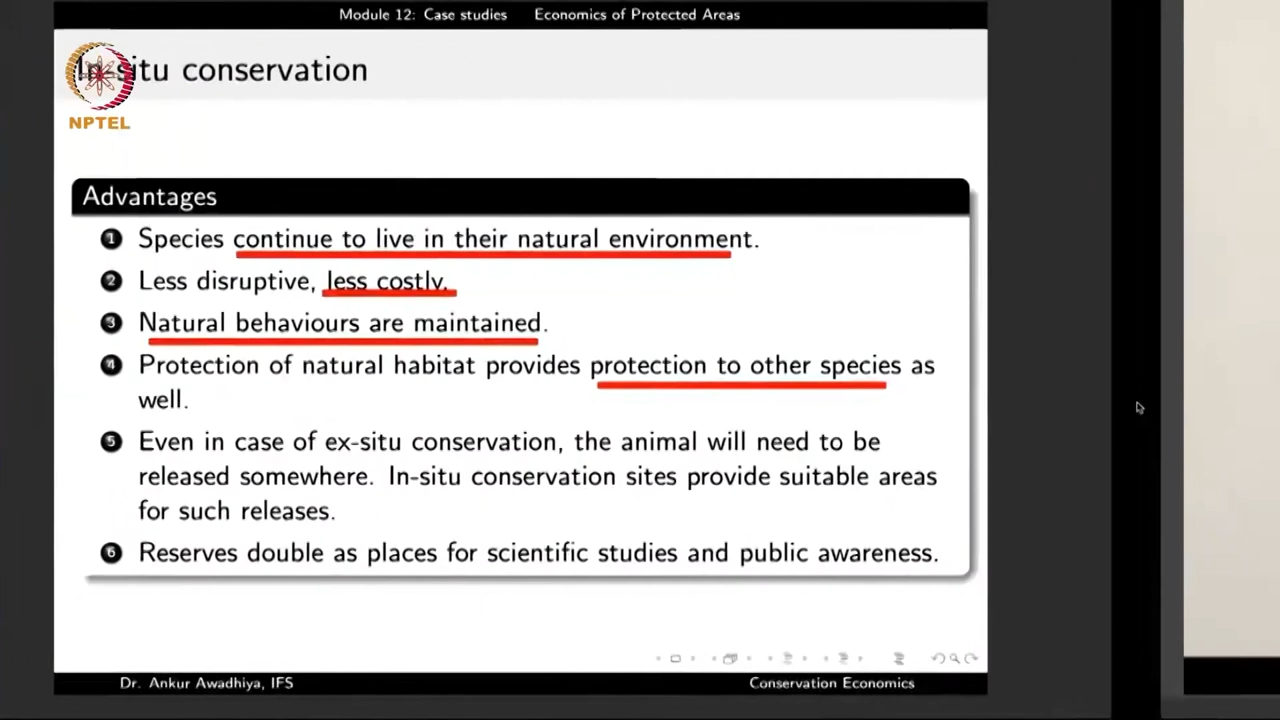 Module 12: Case studies Economics of Protected Areas
In-situ conservation
NPTEL
Advantages
1 Species continue to live in their natural environment.
2 Less disruptive, less costly.
3 Natural behaviours are maintained.
4 Protection of natural habitat provides protection to other species as
well.
5 Even in case of ex-situ conservation, the animal will need to be
released somewhere. In-situ conservation sites provide suitable areas
for such releases.
6 Reserves double as places for scientific studies and public awareness.
Dr. Ankur Awadhiya, IFS Conservation Economics